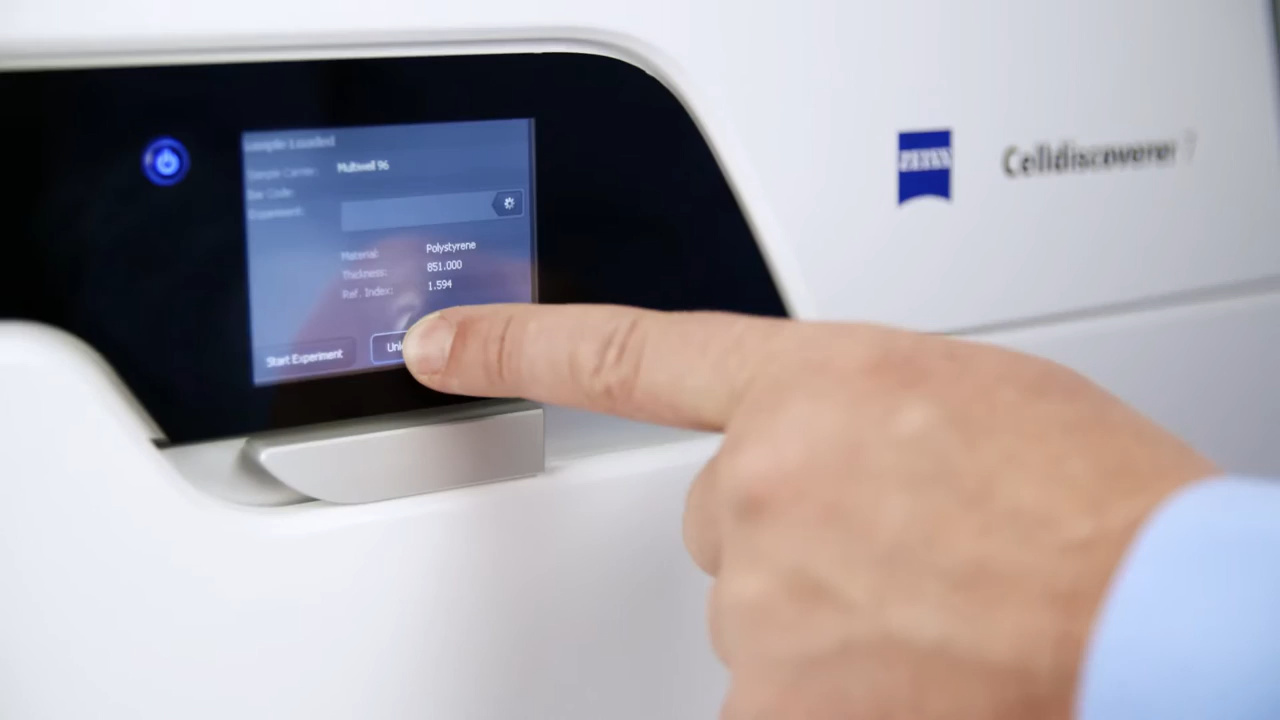 Sample Loaded
Sample Carrier: Multiwell 96
Bar Code:
Experiment:
Material: Polystyrene
Thickness: 851.000
Ref. Index: 1.594
Start Experiment
ZEISS
Celldiscoverer 7